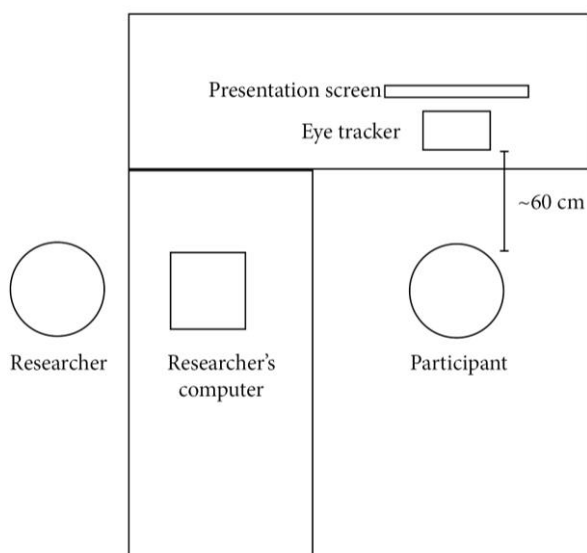 Presentation screen
Eye tracker
~60 cm
Researcher
Researcher's
computer
Participant